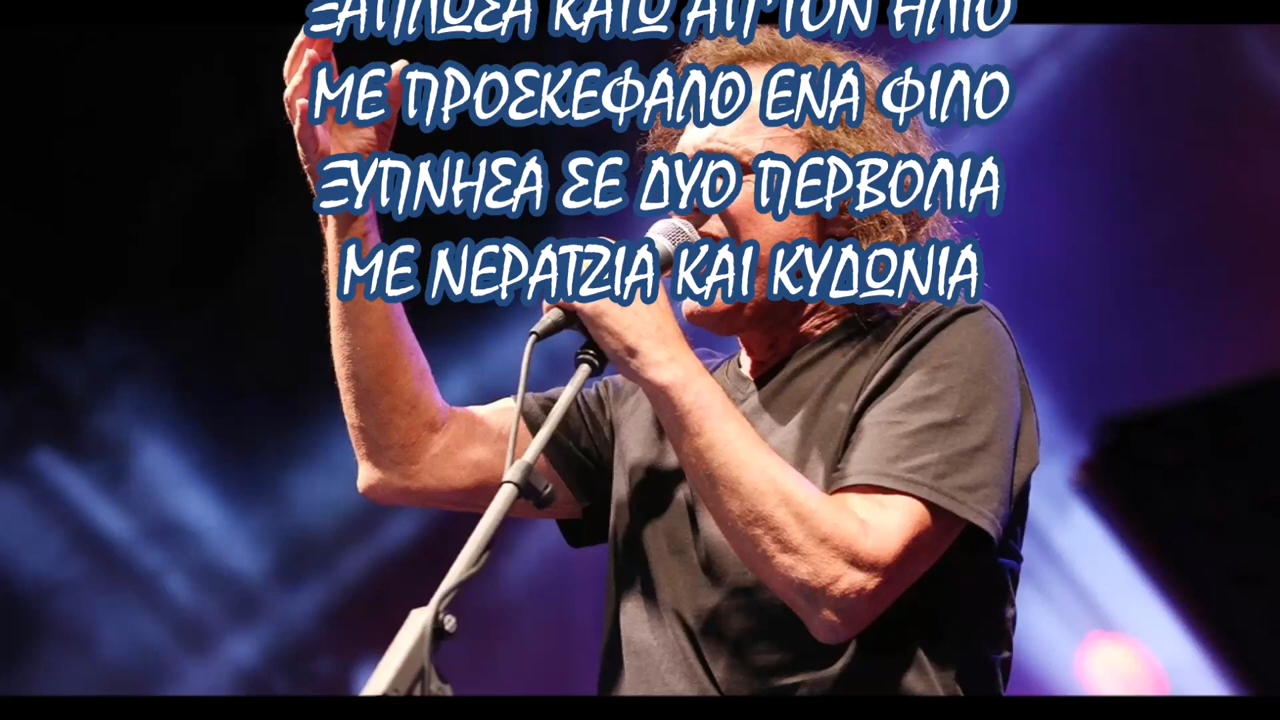 ΞΑΠΛΩΣΑ ΚΑΤΩ ΑΠ' ΤΟΝ ΗΛΙΟ
ΜΕ ΠΡΟΣΚΕΦΑΛΟ ΕΝΑ ΦΙΛΟ
ΞΥΠΝΗΣΑ ΣΕ ΔΥΟ ΠΕΡΒΟΛΙΑ
ΜΕ ΝΕΡΑΤΖΙΑ ΚΑΙ ΚΥΔΩΝΙΑ